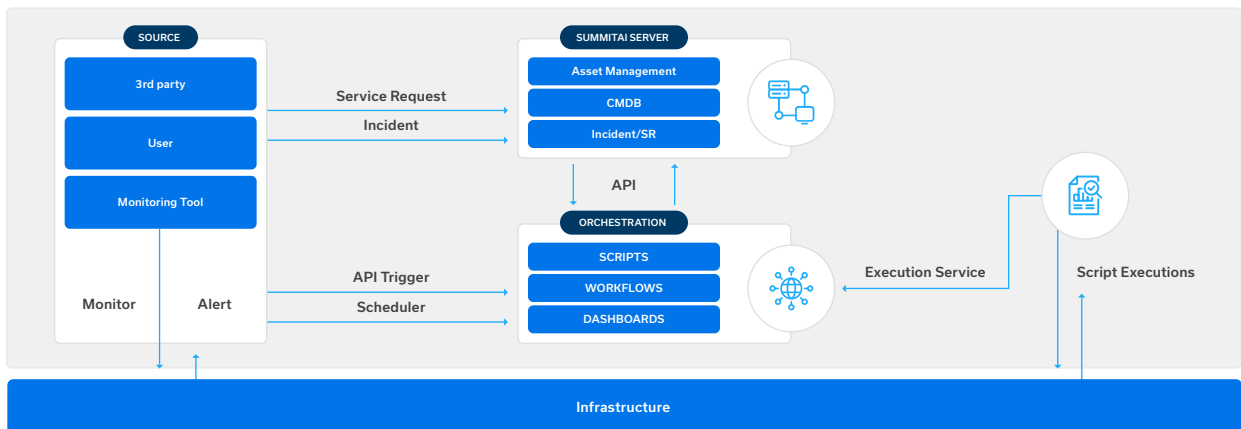 SOURCE
3rd party
User
Monitoring Tool
Monitor
Alert
Service Request
Incident
API Trigger
Scheduler
SUMMITAI SERVER
Asset Management
CMDB
Incident/SR
API
ORCHESTRATION
SCRIPTS
WORKFLOWS
DASHBOARDS
Execution Service
Script Executions
Infrastructure